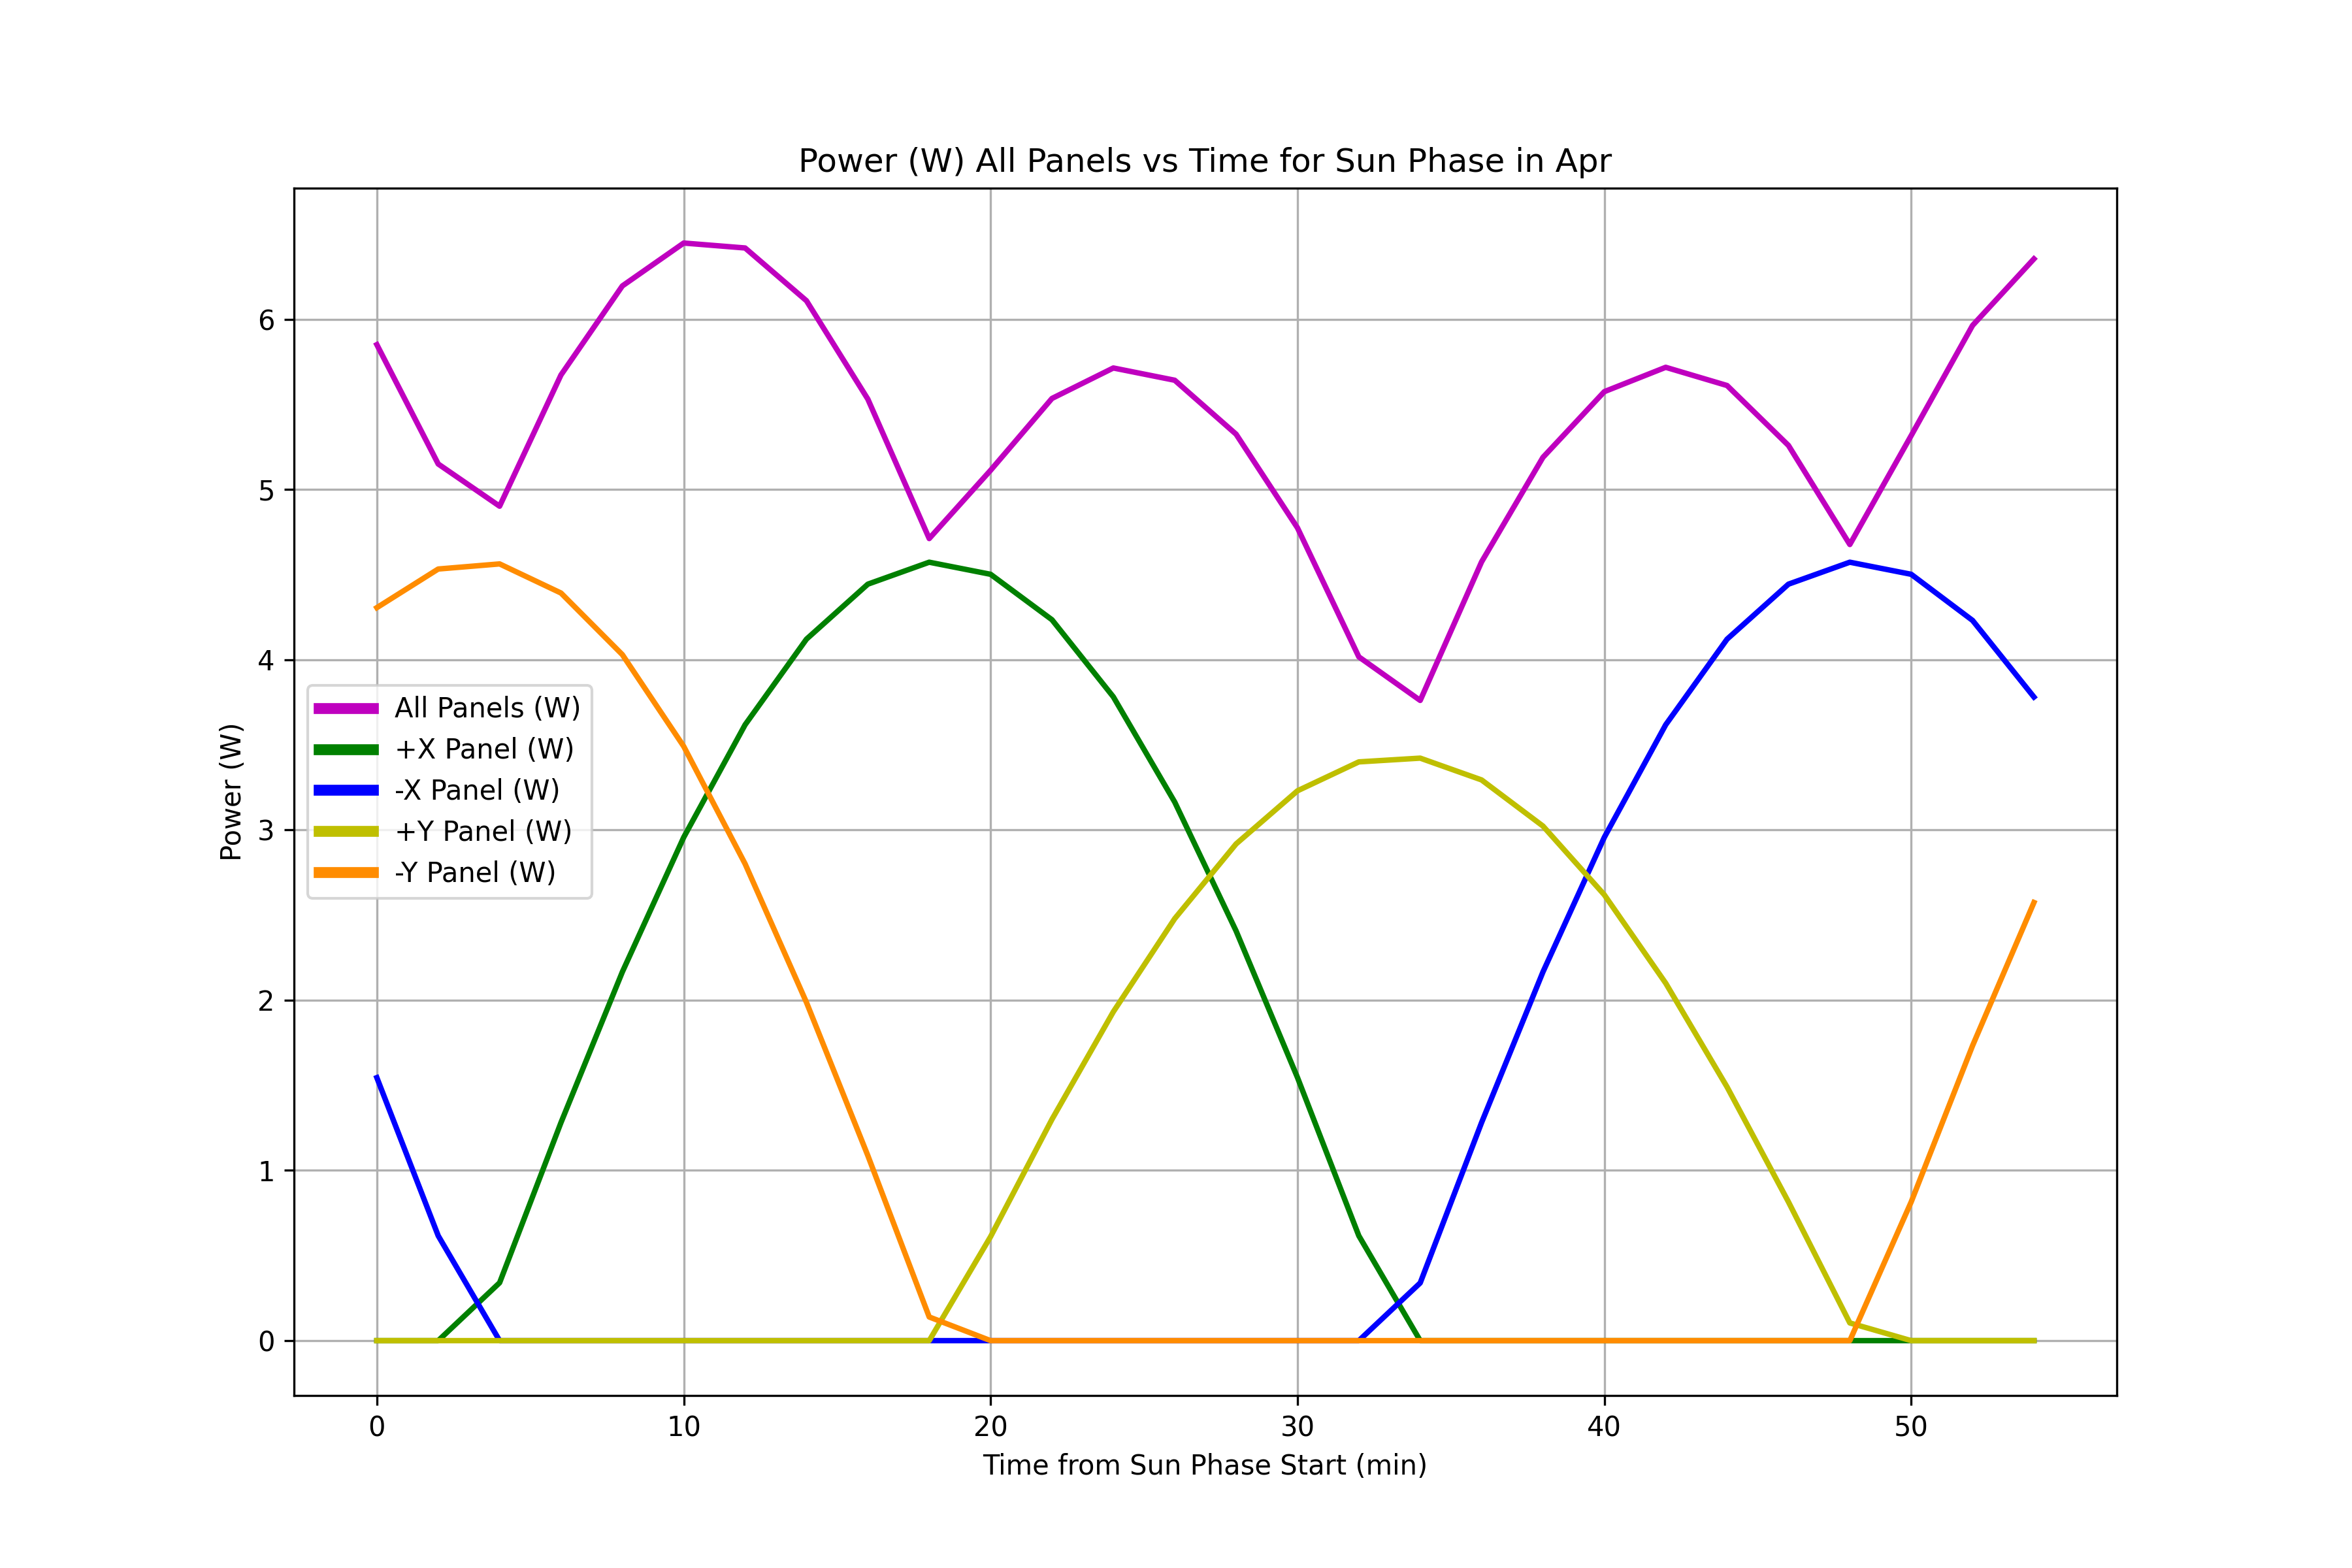 Power (W) All Panels vs Time for Sun Phase in Apr
6
5
4
3
2
1
0
Power (W)
All Panels (W)
+X Panel (W)
-X Panel (W)
+Y Panel (W)
-Y Panel (W)
0 10 20 30 40 50
Time from Sun Phase Start (min)